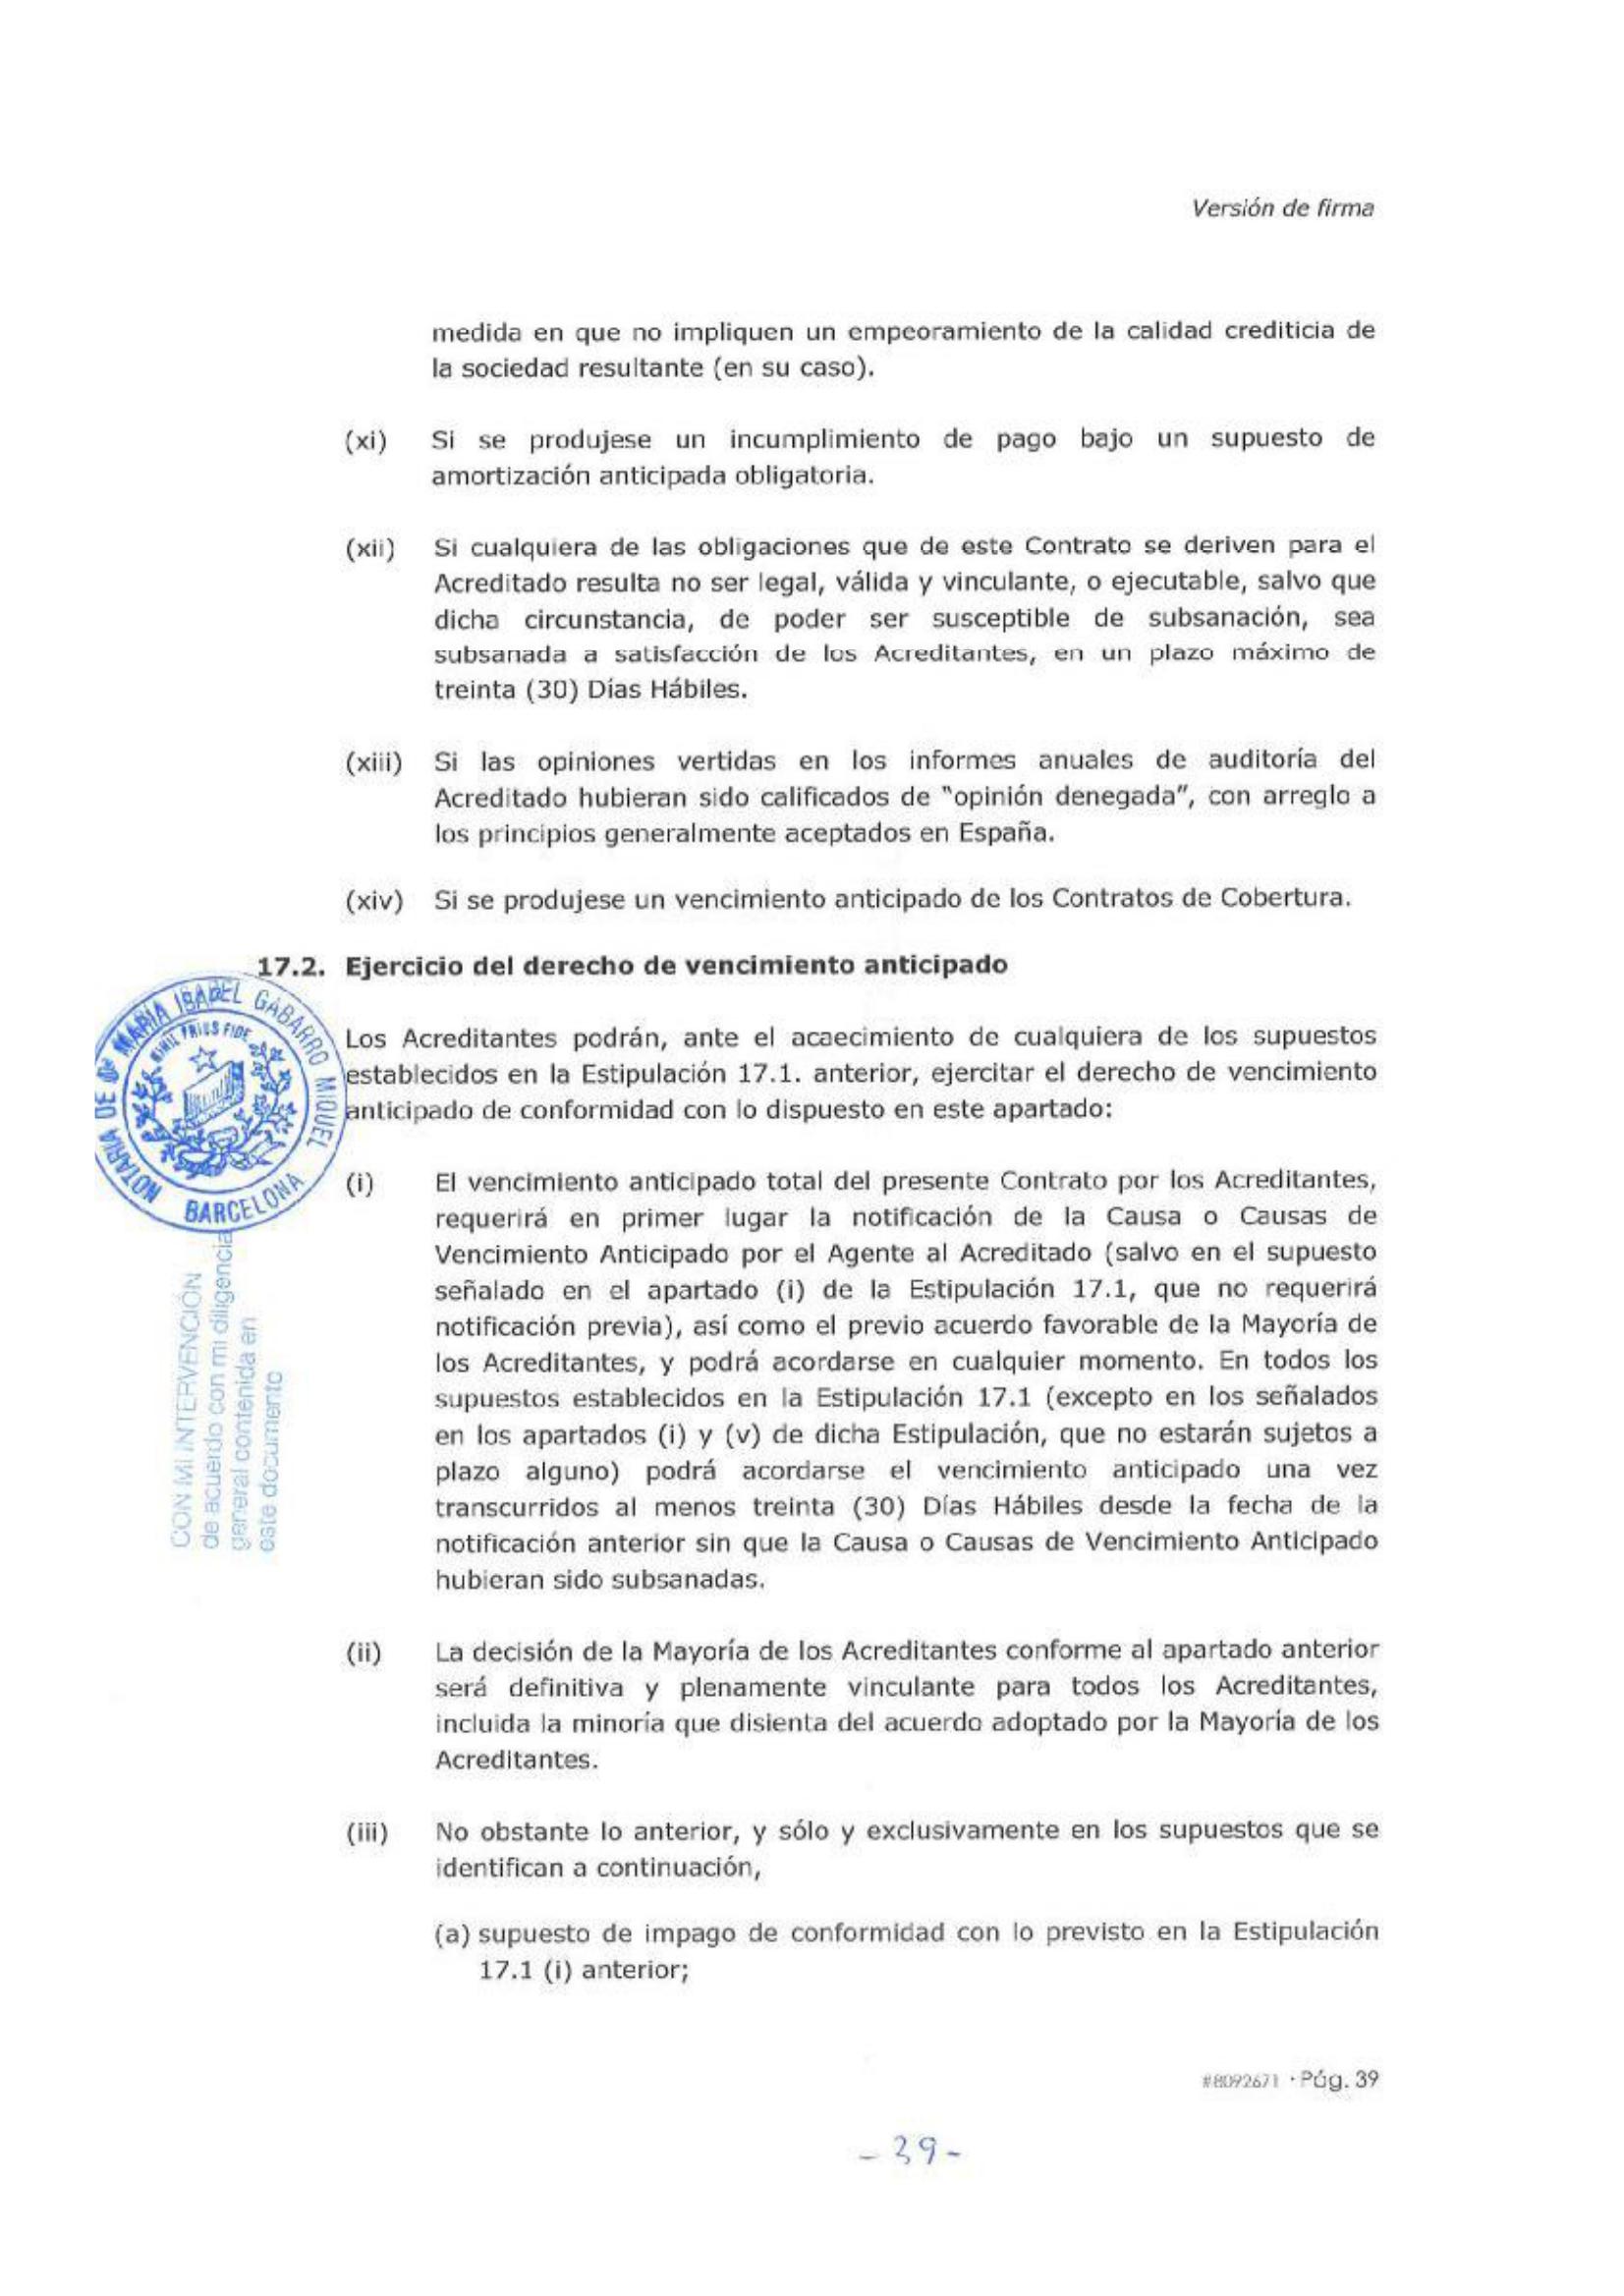 Versión de firma
medida en que no impliquen un empeoramiento de la calidad crediticia de
la sociedad resultante (en su caso).
(xi) Si se produjese un incumplimiento de pago bajo un supuesto de
amortización anticipada obligatoria.
(xii) Si cualquiera de las obligaciones que de este Contrato se deriven para el
Acreditado resulta no ser legal, válida y vinculante, o ejecutable, salvo que
dicha circunstancia, de poder ser susceptible de subsanación, sea
subsanada a satisfacción de los Acreditantes, en un plazo máximo de
treinta (30) Días Hábiles.
(xiii) Si las opiniones vertidas en los informes anuales de auditoría del
Acreditado hubieran sido calificados de "opinión denegada", con arreglo a
los principios generalmente aceptados en España.
(xiv) Si se produjese un vencimiento anticipado de los Contratos de Cobertura.
17.2. Ejercicio del derecho de vencimiento anticipado
Los Acreditantes podrán, ante el acaecimiento de cualquiera de los supuestos
establecidos en la Estipulación 17.1. anterior, ejercitar el derecho de vencimiento
anticipado de conformidad con lo dispuesto en este apartado:
(i) El vencimiento anticipado total del presente Contrato por los Acreditantes,
requerirá en primer lugar la notificación de la Causa o Causas de
Vencimiento Anticipado por el Agente al Acreditado (salvo en el supuesto
señalado en el apartado (i) de la Estipulación 17.1, que no requerirá
notificación previa), así como el previo acuerdo favorable de la Mayoría de
los Acreditantes, y podrá acordarse en cualquier momento. En todos los
supuestos establecidos en la Estipulación 17.1 (excepto en los señalados
en los apartados (i) y (v) de dicha Estipulación, que no estarán sujetos a
plazo alguno) podrá acordarse el vencimiento anticipado una vez
transcurridos al menos treinta (30) Días Hábiles desde la fecha de la
notificación anterior sin que la Causa o Causas de Vencimiento Anticipado
hubieran sido subsanadas.
(ii) La decisión de la Mayoría de los Acreditantes conforme al apartado anterior
será definitiva y plenamente vinculante para todos los Acreditantes,
incluida la minoría que disienta del acuerdo adoptado por la Mayoría de los
Acreditantes.
(iii) No obstante lo anterior, y sólo y exclusivamente en los supuestos que se
identifican a continuación,
(a) supuesto de impago de conformidad con lo previsto en la Estipulación
17.1 (i) anterior;
NOTARIA DE Dª MARIA ISABEL GABARRO MIQUEL
BARCELONA
NIHIL PRIUS FIDE
CON MI INTERVENCIÓN
de acuerdo con mi diligencia
general contenida en
este documento
#8092671 · Pág. 39
- 39 -